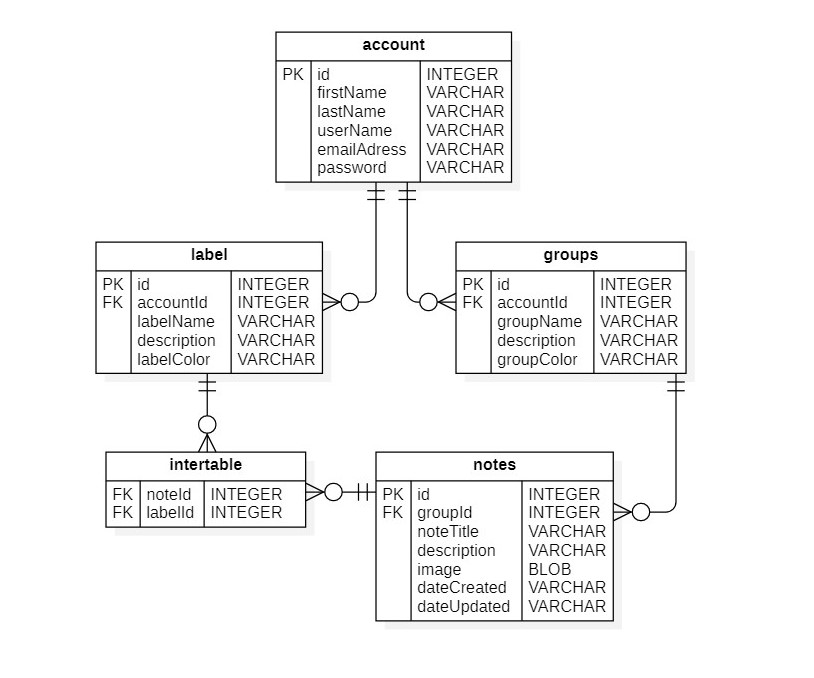 account
PK id INTEGER
firstName VARCHAR
lastName VARCHAR
userName VARCHAR
emailAdress VARCHAR
password VARCHAR
label
PK id INTEGER
FK accountId INTEGER
labelName VARCHAR
description VARCHAR
labelColor VARCHAR
groups
PK id INTEGER
FK accountId INTEGER
groupName VARCHAR
description VARCHAR
groupColor VARCHAR
intertable
FK noteId INTEGER
FK labelId INTEGER
notes
PK id INTEGER
FK groupId INTEGER
noteTitle VARCHAR
description VARCHAR
image BLOB
dateCreated VARCHAR
dateUpdated VARCHAR